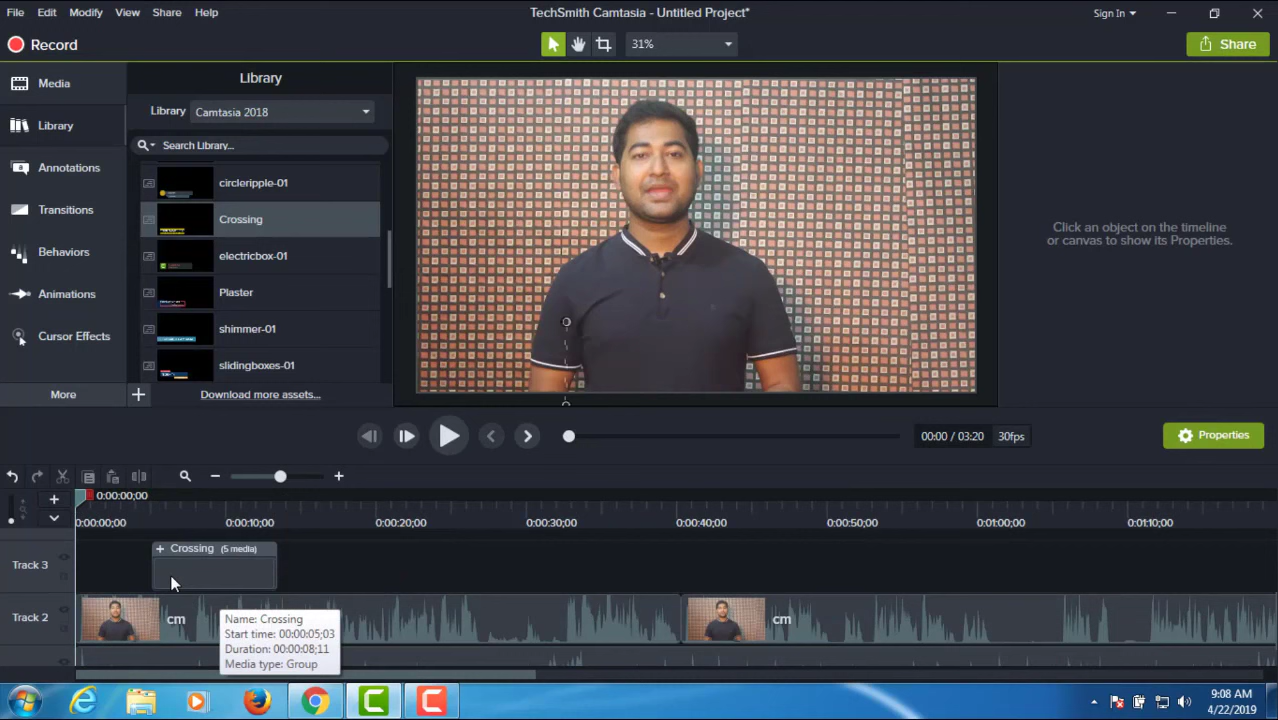 File Edit Modify View Share Help
TechSmith Camtasia - Untitled Project*
Sign In
Record
31%
Share
Media
Library
Annotations
Transitions
Behaviors
Animations
Cursor Effects
More
Library
Library Camtasia 2018
Search Library...
circleripple-01
Crossing
electricbox-01
Plaster
shimmer-01
slidingboxes-01
Download more assets...
Click an object on the timeline
or canvas to show its Properties.
00:00 / 03:20 30fps
Properties
0:00:00;00
0:00:00;00 0:00:10;00 0:00:20;00 0:00:30;00 0:00:40;00 0:00:50;00 0:01:00;00 0:01:10;00
Track 3
Crossing (5 media)
Track 2
cm
cm
Name: Crossing
Start time: 00:00:05;03
Duration: 00:00:08;11
Media type: Group
9:08 AM
4/22/2019